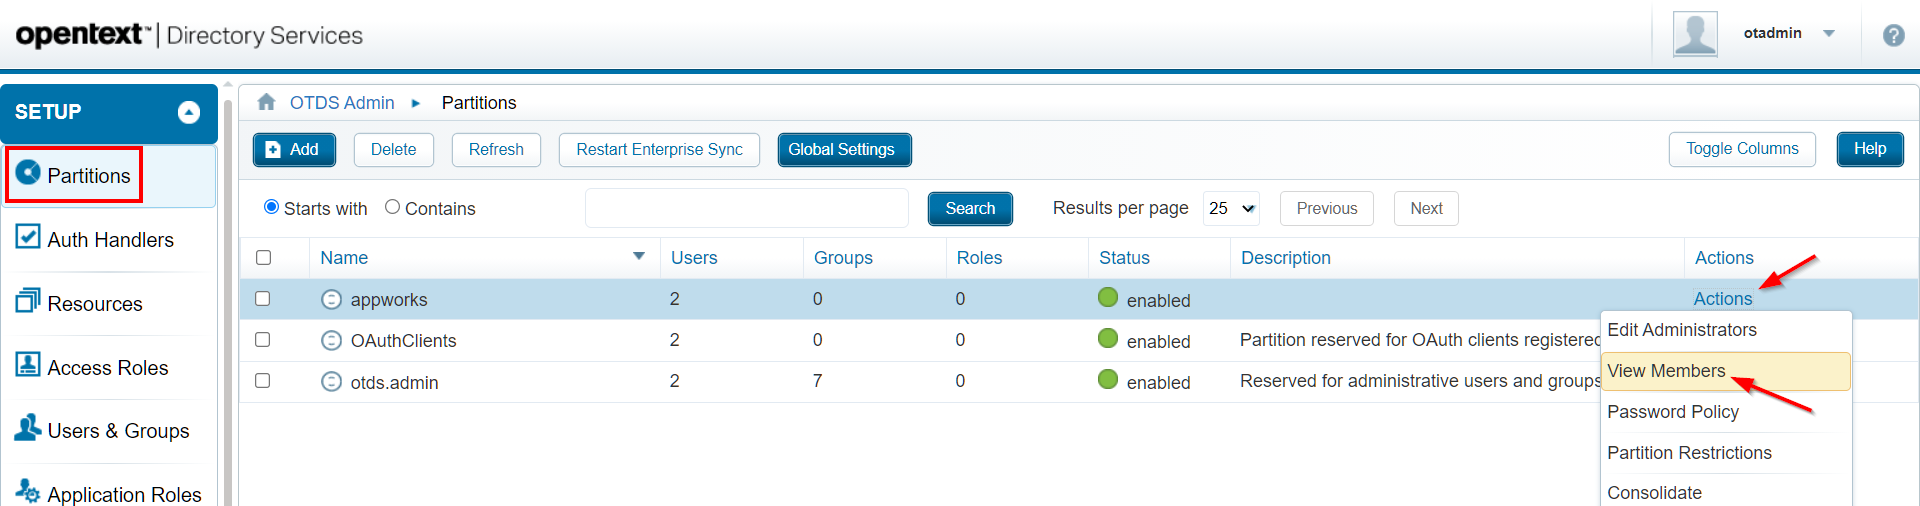 opentext™ | Directory Services
otadmin
?
SETUP
Partitions
Auth Handlers
Resources
Access Roles
Users & Groups
Application Roles
OTDS Admin ▸ Partitions
Add Delete Refresh Restart Enterprise Sync Global Settings Toggle Columns Help
Starts with Contains Search Results per page 25 Previous Next
Name Users Groups Roles Status Description Actions
appworks 2 0 0 enabled Actions
OAuthClients 2 0 0 enabled Partition reserved for OAuth clients registered
otds.admin 2 7 0 enabled Reserved for administrative users and groups
Edit Administrators
View Members
Password Policy
Partition Restrictions
Consolidate